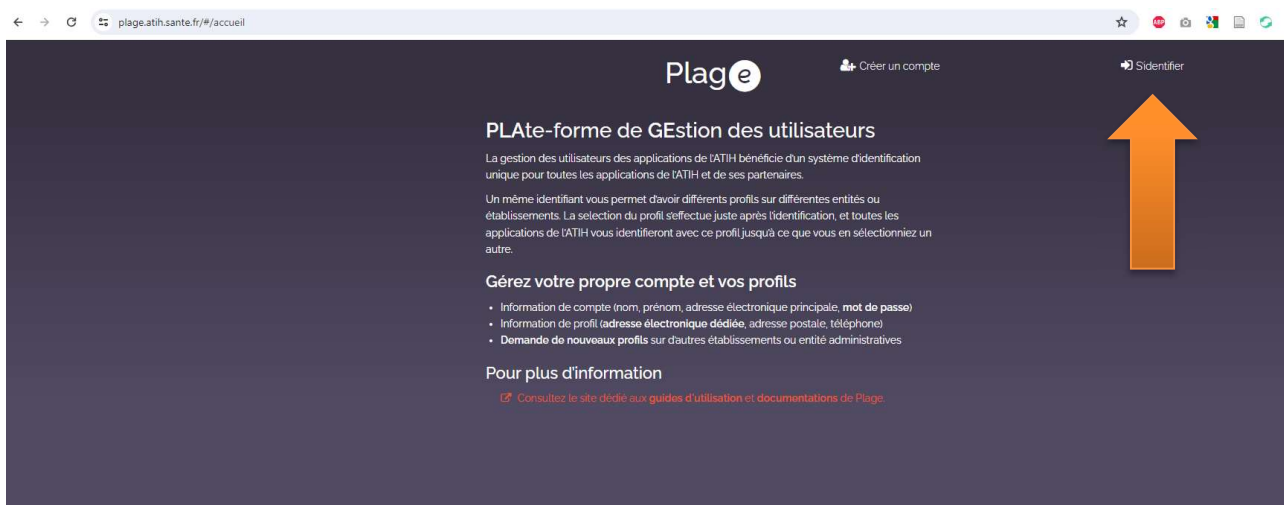 plage.atih.sante.fr/#/accueil
ABP
Plage
Créer un compte
S'identifier
PLAte-forme de GEstion des utilisateurs
La gestion des utilisateurs des applications de l'ATIH bénéficie d'un système d'identification
unique pour toutes les applications de l'ATIH et de ses partenaires.
Un même identifiant vous permet d'avoir différents profils sur différentes entités ou
établissements. La selection du profil s'effectue juste après l'identification, et toutes les
applications de l'ATIH vous identifieront avec ce profil jusqu'à ce que vous en sélectionniez un
autre.
Gérez votre propre compte et vos profils
• Information de compte (nom, prénom, adresse électronique principale, mot de passe)
• Information de profil (adresse électronique dédiée, adresse postale, téléphone)
• Demande de nouveaux profils sur d'autres établissements ou entité administratives
Pour plus d'information
Consultez le site dédié aux guides d'utilisation et documentations de Plage.